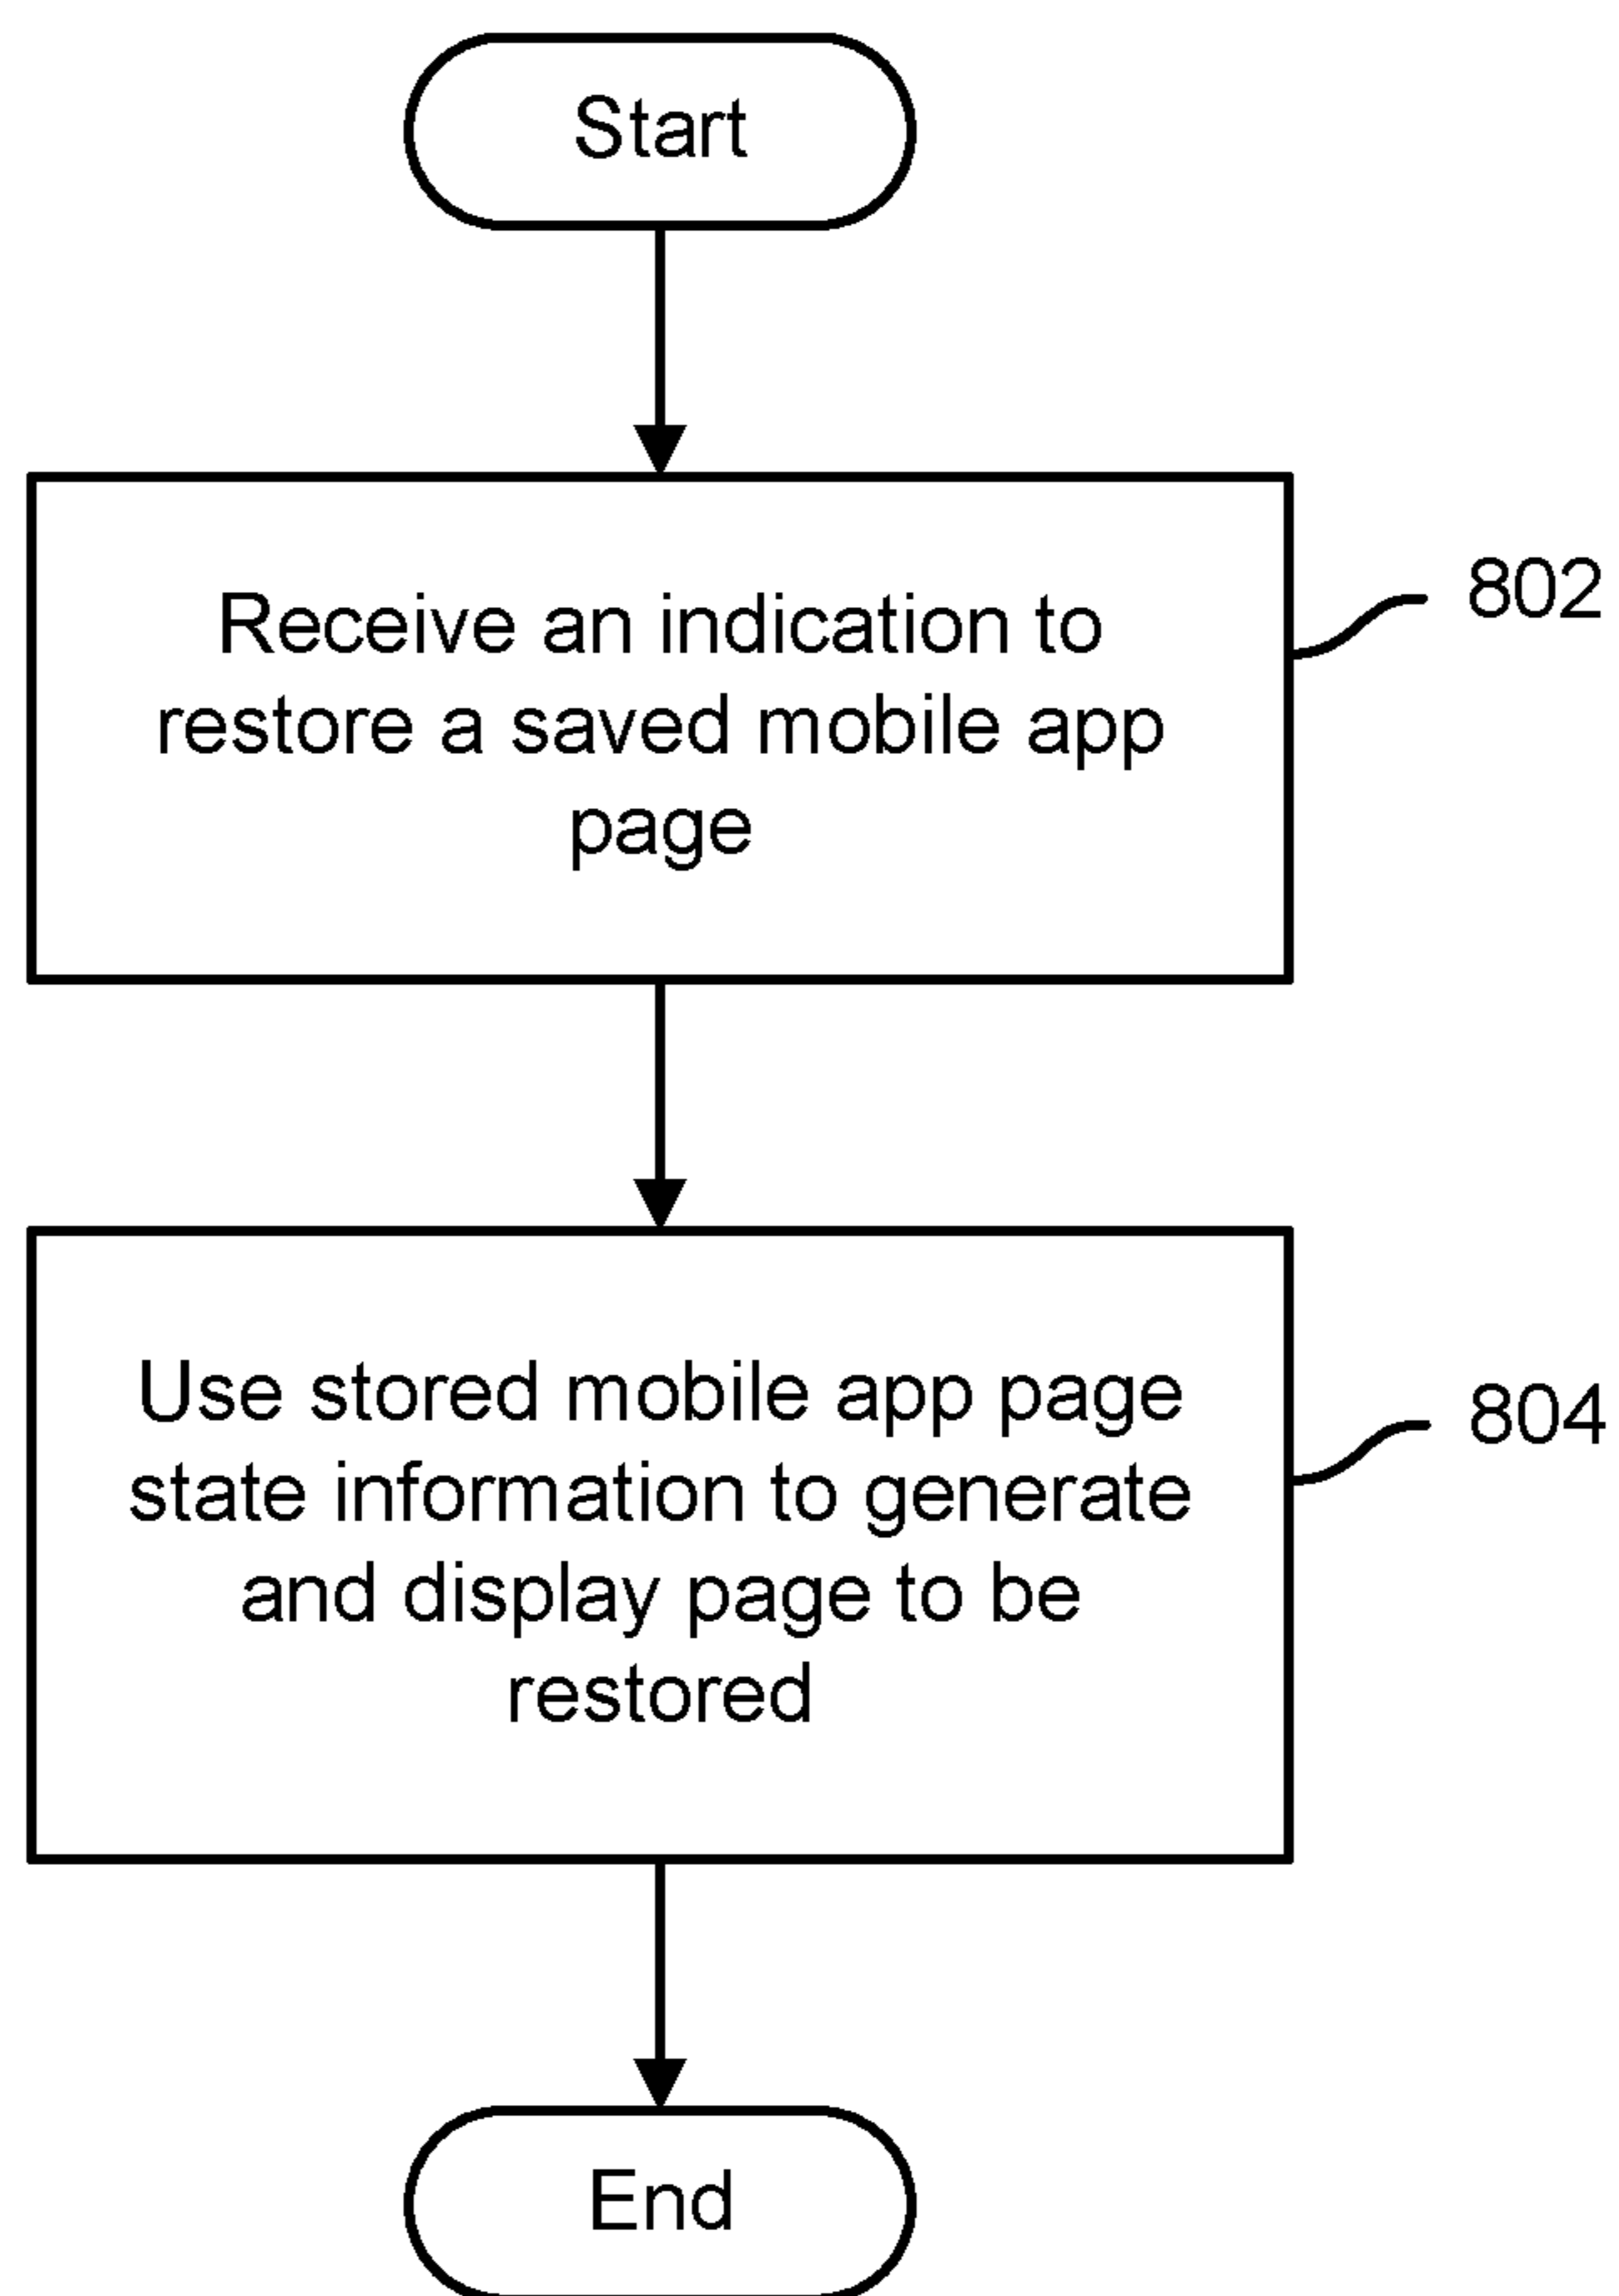 Start
Receive an indication to
restore a saved mobile app
page
802
Use stored mobile app page
state information to generate
and display page to be
restored
804
End